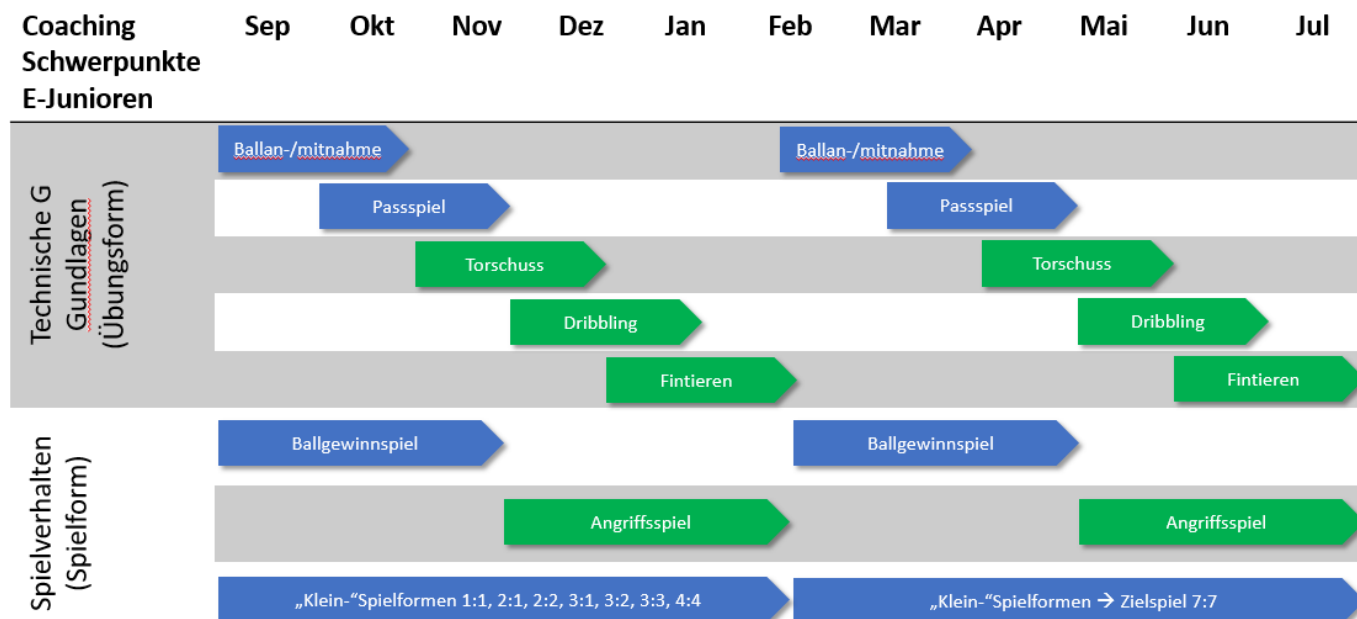 Coaching Schwerpunkte E-Junioren
Sep Okt Nov Dez Jan Feb Mar Apr Mai Jun Jul
Technische G
Gundlagen
(Übungsform)
Ballan-/mitnahme Ballan-/mitnahme
Passspiel Passspiel
Torschuss Torschuss
Dribbling Dribbling
Fintieren Fintieren
Spielverhalten
(Spielform)
Ballgewinnspiel Ballgewinnspiel
Angriffsspiel Angriffsspiel
„Klein-“Spielformen 1:1, 2:1, 2:2, 3:1, 3:2, 3:3, 4:4 „Klein-“Spielformen → Zielspiel 7:7